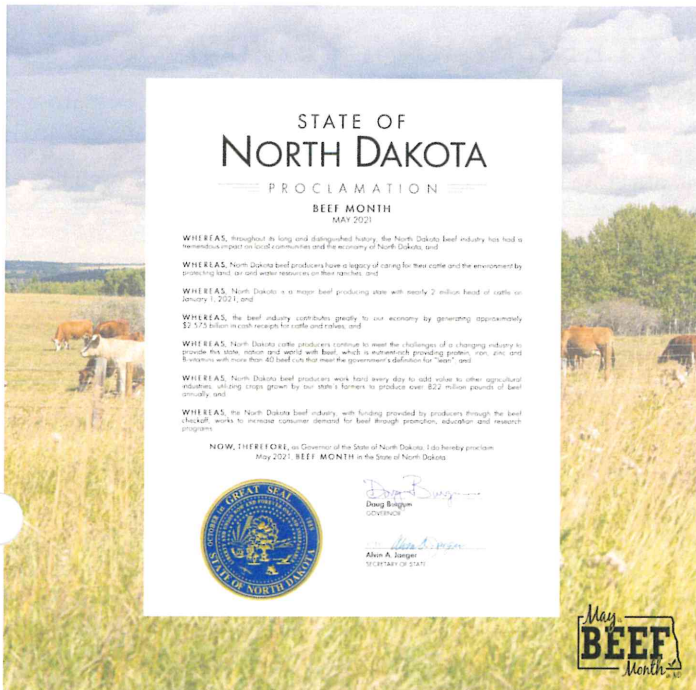 STATE OF
NORTH DAKOTA
PROCLAMATION
BEEF MONTH
MAY 2021
WHEREAS, throughout its long and distinguished history, the North Dakota beef industry has had a
tremendous impact on local communities and the economy of North Dakota; and
WHEREAS, North Dakota beef producers have a legacy of caring for their cattle and the environment by
protecting land, air and water resources on their ranches; and
WHEREAS, North Dakota is a major beef producing state with nearly 2 million head of cattle on
January 1, 2021; and
WHEREAS, the beef industry contributes greatly to our economy by generating approximately
$2.575 billion in cash receipts for cattle and calves; and
WHEREAS, North Dakota cattle producers continue to meet the challenges of a changing industry to
provide this state, nation and world with beef, which is nutrient-rich providing protein, iron, zinc and
B-vitamins with more than 40 beef cuts that meet the government's definition for "lean"; and
WHEREAS, North Dakota beef producers work hard every day to add value to other agricultural
industries, utilizing crops grown by our state's farmers to produce over 822 million pounds of beef
annually; and
WHEREAS, the North Dakota beef industry, with funding provided by producers through the beef
checkoff, works to increase consumer demand for beef through promotion, education and research
programs.
NOW, THEREFORE, as Governor of the State of North Dakota, I do hereby proclaim
May 2021, BEEF MONTH in the State of North Dakota.
GREAT SEAL
STATE OF NORTH DAKOTA
OCTOBER 1st
Doug Burgum
GOVERNOR
Alvin A. Jaeger
SECRETARY OF STATE
May is
BEEF
Month
in ND